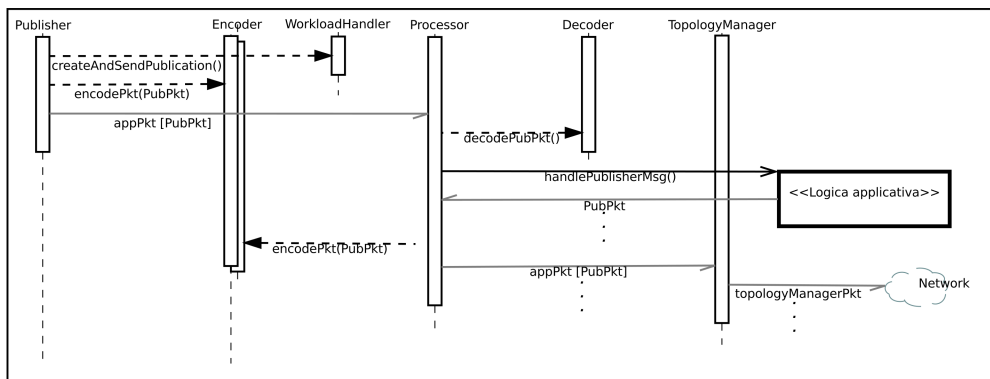 Publisher
Encoder
WorkloadHandler
Processor
Decoder
TopologyManager
createAndSendPublication()
encodePkt(PubPkt)
appPkt [PubPkt]
decodePubPkt()
handlePublisherMsg()
<<Logica applicativa>>
PubPkt
encodePkt(PubPkt)
appPkt [PubPkt]
Network
topologyManagerPkt